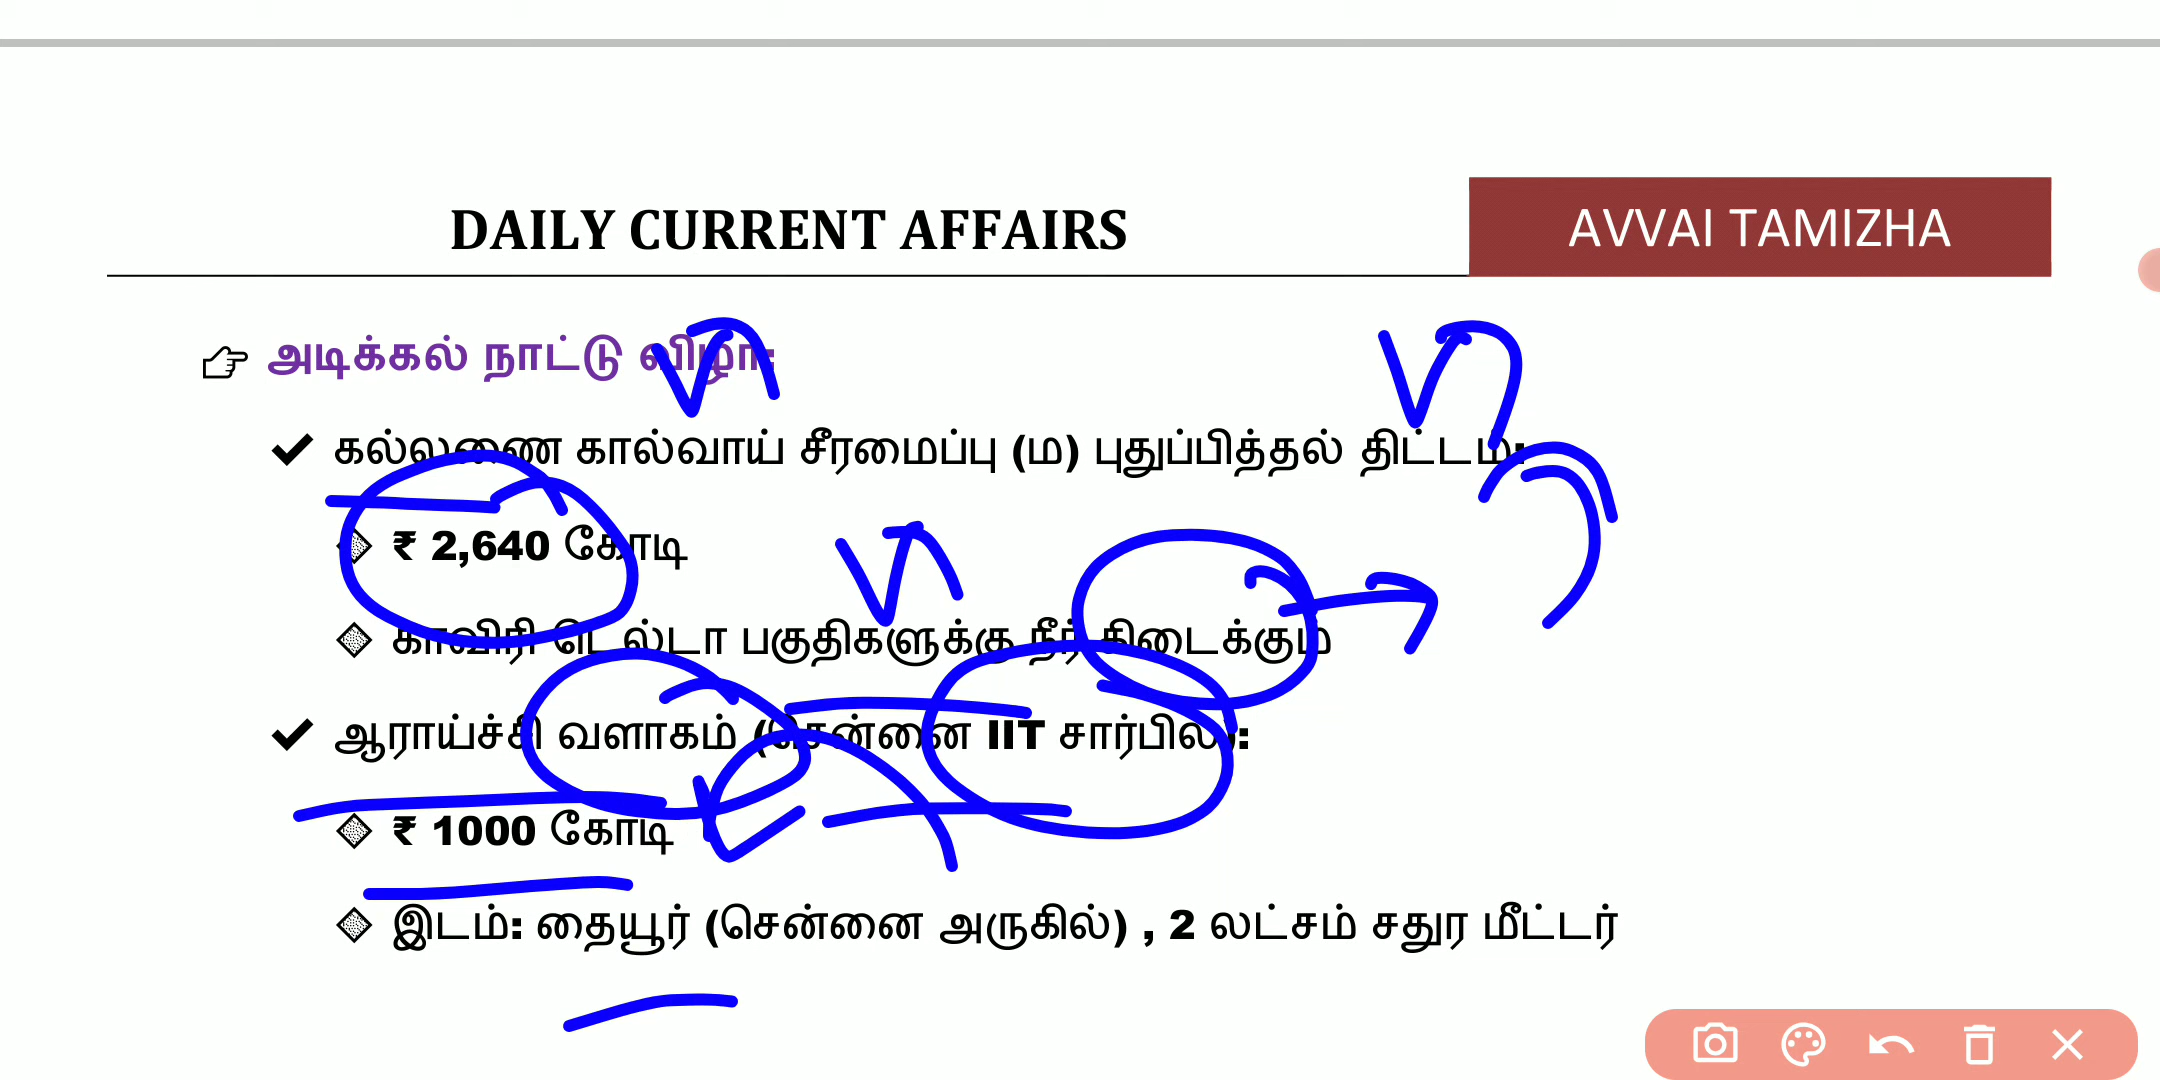 DAILY CURRENT AFFAIRS
AVVAI TAMIZHA
அடிக்கல் நாட்டு விழா:
கல்லணை கால்வாய் சீரமைப்பு (ம) புதுப்பித்தல் திட்டம்:
₹ 2,640 கோடி
காவிரி டெல்டா பகுதிகளுக்கு நீர் கிடைக்கும்
ஆராய்ச்சி வளாகம் (சென்னை IIT சார்பில்):
₹ 1000 கோடி
இடம்: தையூர் (சென்னை அருகில்) , 2 லட்சம் சதுர மீட்டர்